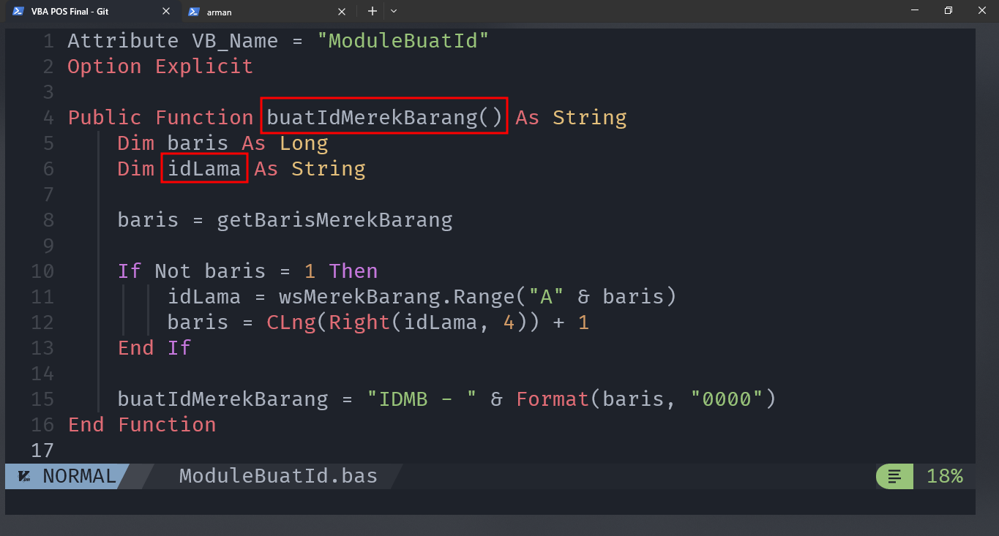 VBA POS Final - Git
arman
1 Attribute VB_Name = "ModuleBuatId"
2 Option Explicit
3
4 Public Function buatIdMerekBarang() As String
5 Dim baris As Long
6 Dim idLama As String
7
8 baris = getBarisMerekBarang
9
10 If Not baris = 1 Then
11 idLama = wsMerekBarang.Range("A" & baris)
12 baris = CLng(Right(idLama, 4)) + 1
13 End If
14
15 buatIdMerekBarang = "IDMB - " & Format(baris, "0000")
16 End Function
17
NORMAL ModuleBuatId.bas 18%